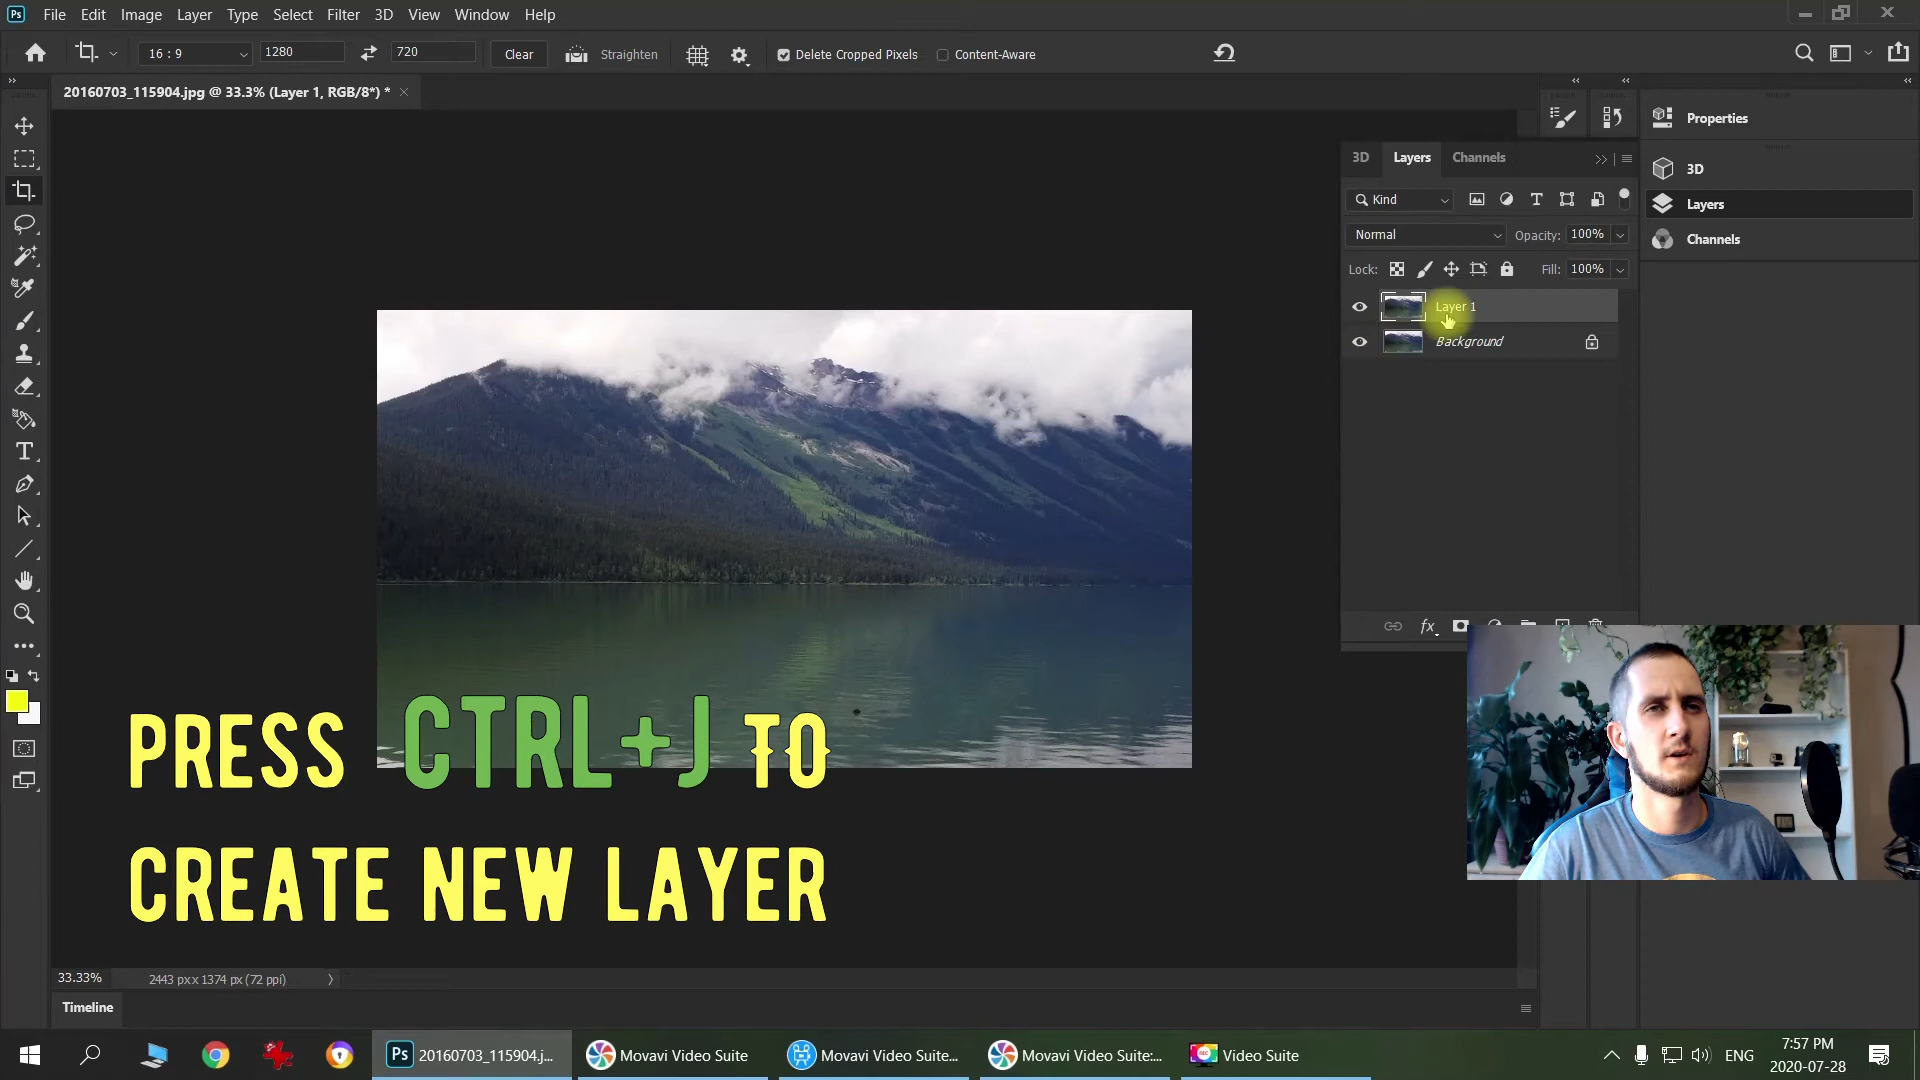 Ps File Edit Image Layer Type Select Filter 3D View Window Help
16 : 9 1280 720 Clear Straighten Delete Cropped Pixels Content-Aware
20160703_115904.jpg @ 33.3% (Layer 1, RGB/8*) *
Properties
3D Layers Channels
3D
Kind
Layers
Normal Opacity: 100%
Channels
Lock: Fill: 100%
Layer 1
Background
fx
PRESS CTRL+J TO
CREATE NEW LAYER
33.33% 2443 px x 1374 px (72 ppi)
Timeline
Ps 20160703_115904.j... Movavi Video Suite Movavi Video Suite... Movavi Video Suite:... REC Video Suite ENG
7:57 PM
2020-07-28